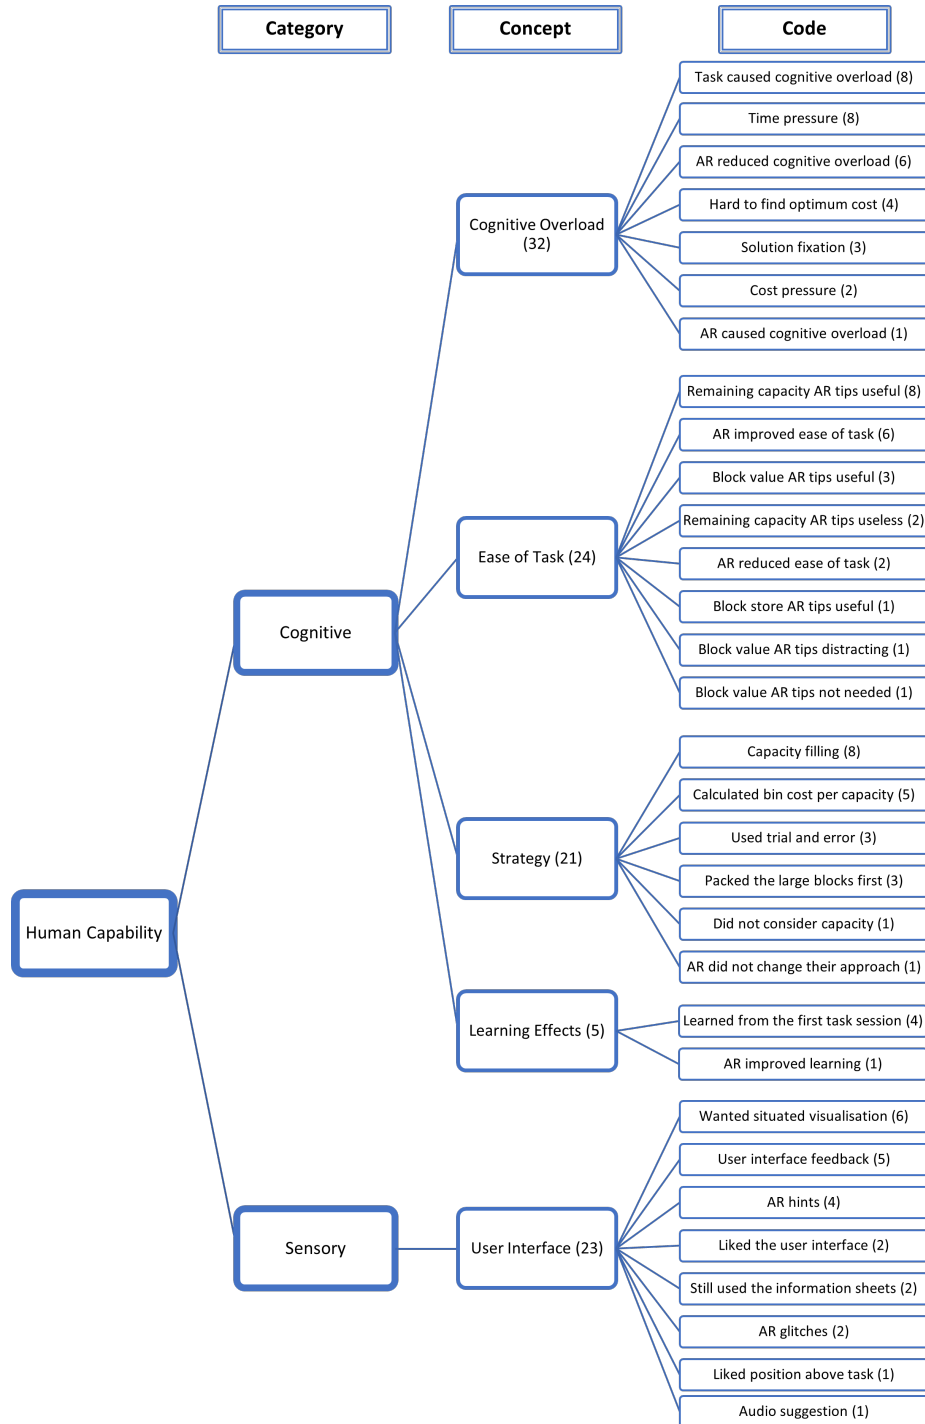 Category
Concept
Code
Task caused cognitive overload (8)
Time pressure (8)
AR reduced cognitive overload (6)
Hard to find optimum cost (4)
Solution fixation (3)
Cost pressure (2)
AR caused cognitive overload (1)
Cognitive Overload
(32)
Remaining capacity AR tips useful (8)
AR improved ease of task (6)
Block value AR tips useful (3)
Remaining capacity AR tips useless (2)
AR reduced ease of task (2)
Block store AR tips useful (1)
Block value AR tips distracting (1)
Block value AR tips not needed (1)
Ease of Task (24)
Cognitive
Capacity filling (8)
Calculated bin cost per capacity (5)
Used trial and error (3)
Packed the large blocks first (3)
Did not consider capacity (1)
AR did not change their approach (1)
Strategy (21)
Human Capability
Learned from the first task session (4)
AR improved learning (1)
Learning Effects (5)
Wanted situated visualisation (6)
User interface feedback (5)
AR hints (4)
Liked the user interface (2)
Still used the information sheets (2)
AR glitches (2)
Liked position above task (1)
Audio suggestion (1)
Sensory
User Interface (23)